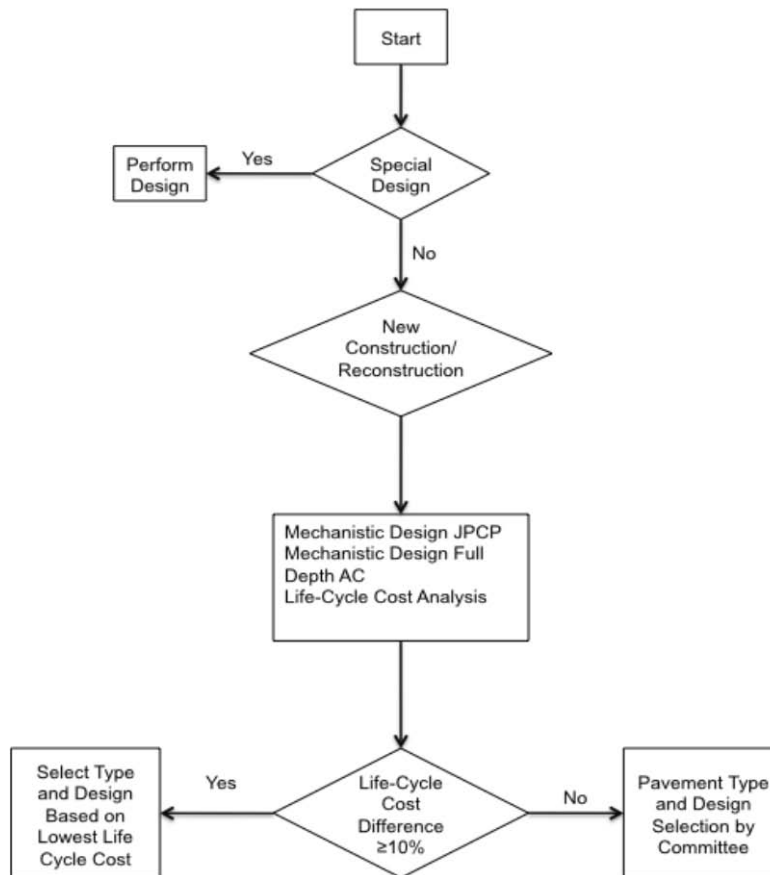 Start
Special
Design
Yes
Perform
Design
No
New
Construction/
Reconstruction
Mechanistic Design JPCP
Mechanistic Design Full
Depth AC
Life-Cycle Cost Analysis
Life-Cycle
Cost
Difference
≥10%
Yes
Select Type
and Design
Based on
Lowest Life
Cycle Cost
No
Pavement Type
and Design
Selection by
Committee